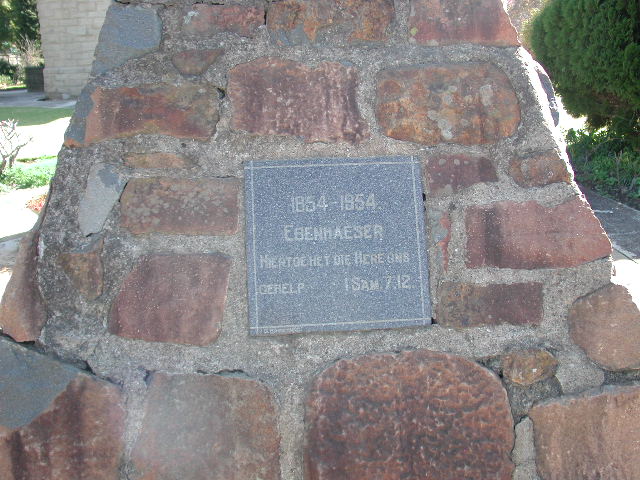 1854-1954.
EBENHAESER
HIERTOE HET DIE HERE ONS
GEHELP. 1 SAM. 7.12.